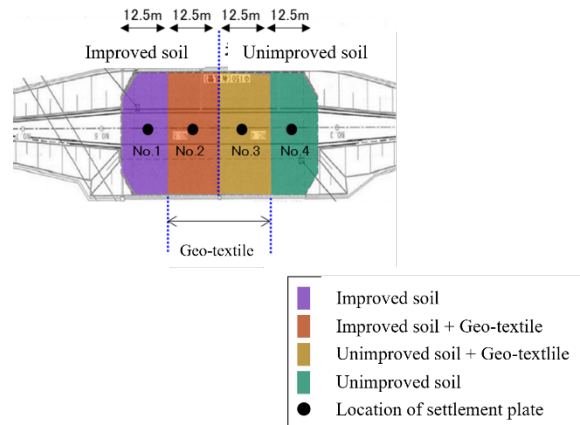 12.5m 12.5m 12.5m 12.5m
Improved soil Unimproved soil
No.1 No.2 No.3 No.4
Geo-textile
Improved soil
Improved soil + Geo-textile
Unimproved soil + Geo-textlile
Unimproved soil
Location of settlement plate